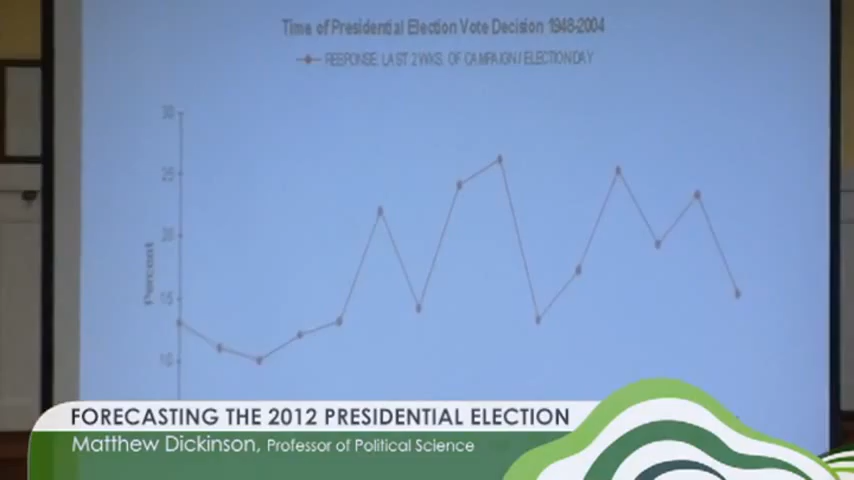 Time of Presidential Election Vote Decision 1948-2004
RESPONSE: LAST 2 WKS. OF CAMPAIGN / ELECTION DAY
30
25
20
15
10
Percent
FORECASTING THE 2012 PRESIDENTIAL ELECTION
Matthew Dickinson, Professor of Political Science